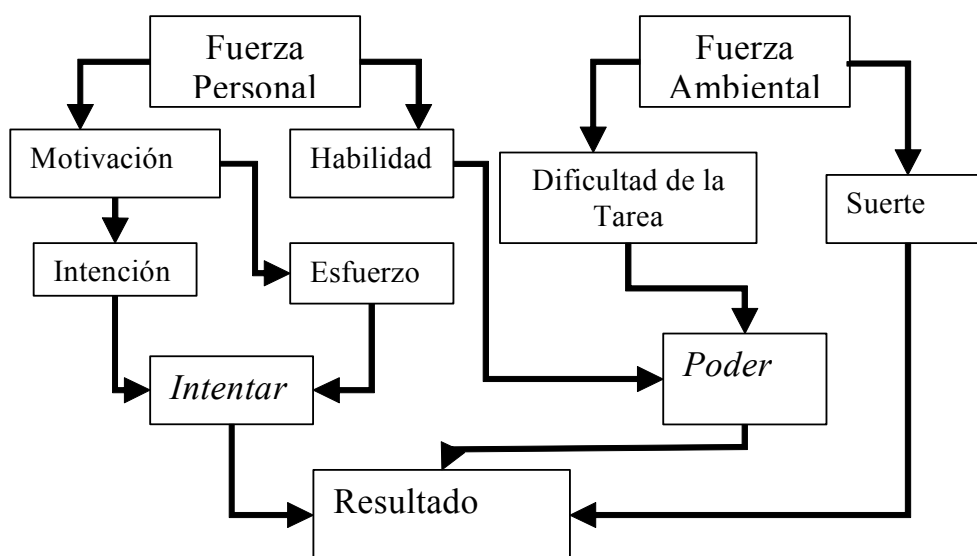 Fuerza
Personal
Fuerza
Ambiental
Motivación
Habilidad
Dificultad de la
Tarea
Suerte
Intención
Esfuerzo
Intentar
Poder
Resultado